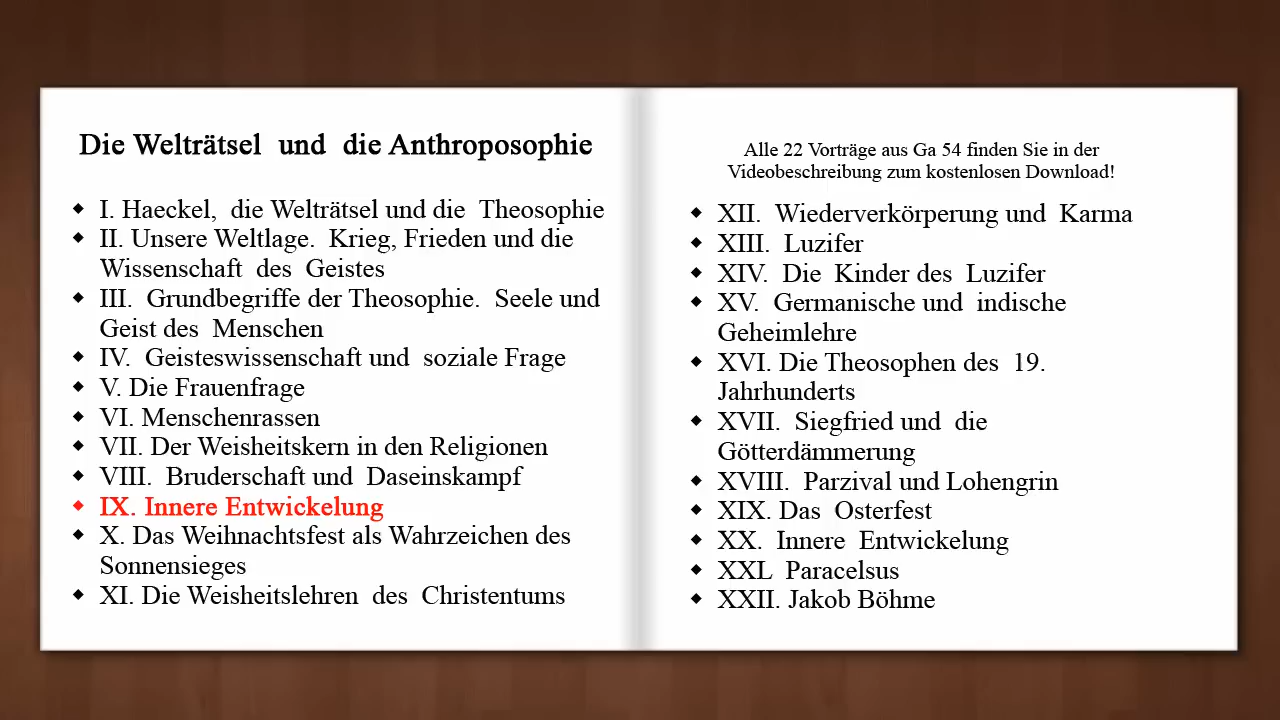 Die Welträtsel und die Anthroposophie
◆ I. Haeckel, die Welträtsel und die Theosophie
◆ II. Unsere Weltlage. Krieg, Frieden und die
Wissenschaft des Geistes
◆ III. Grundbegriffe der Theosophie. Seele und
Geist des Menschen
◆ IV. Geisteswissenschaft und soziale Frage
◆ V. Die Frauenfrage
◆ VI. Menschenrassen
◆ VII. Der Weisheitskern in den Religionen
◆ VIII. Bruderschaft und Daseinskampf
◆ IX. Innere Entwickelung
◆ X. Das Weihnachtsfest als Wahrzeichen des
Sonnensieges
◆ XI. Die Weisheitslehren des Christentums
Alle 22 Vorträge aus Ga 54 finden Sie in der
Videobeschreibung zum kostenlosen Download!
◆ XII. Wiederverkörperung und Karma
◆ XIII. Luzifer
◆ XIV. Die Kinder des Luzifer
◆ XV. Germanische und indische
Geheimlehre
◆ XVI. Die Theosophen des 19.
Jahrhunderts
◆ XVII. Siegfried und die
Götterdämmerung
◆ XVIII. Parzival und Lohengrin
◆ XIX. Das Osterfest
◆ XX. Innere Entwickelung
◆ XXL Paracelsus
◆ XXII. Jakob Böhme